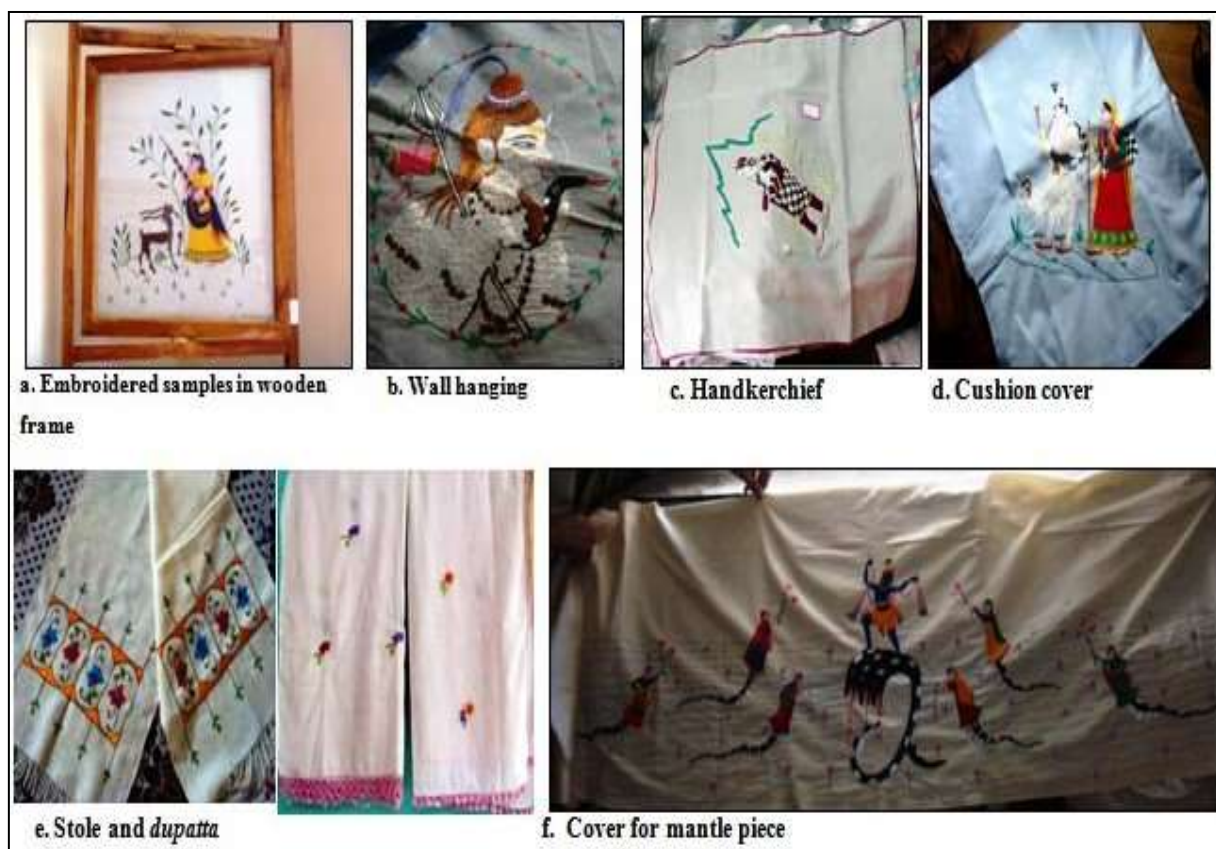 a. Embroidered samples in wooden
frame
b. Wall hanging
c. Handkerchief
d. Cushion cover
e. Stole and dupatta
f. Cover for mantle piece